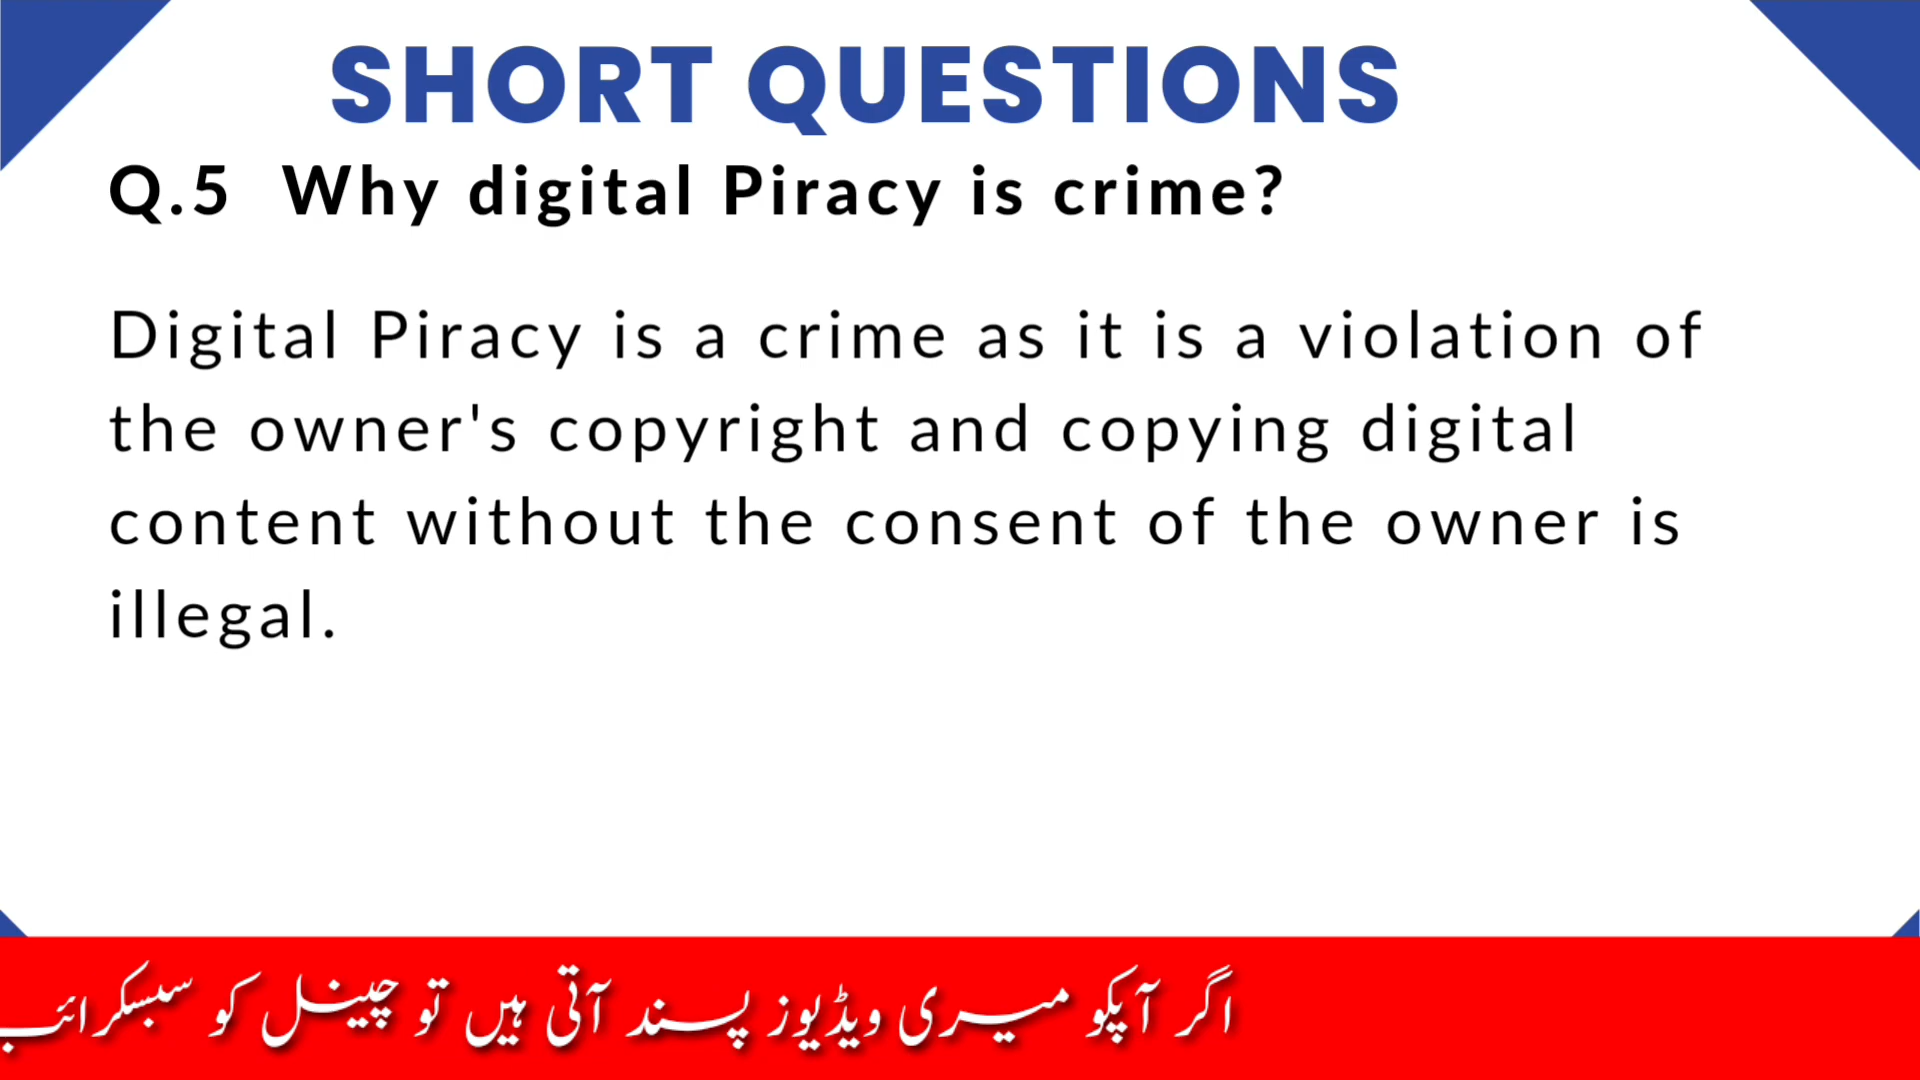 SHORT QUESTIONS
Q.5 Why digital Piracy is crime?
Digital Piracy is a crime as it is a violation of
the owner's copyright and copying digital
content without the consent of the owner is
illegal.
اگر آپکو میری ویڈیوز پسند آتی ہیں تو چینل کو سبسکرائب